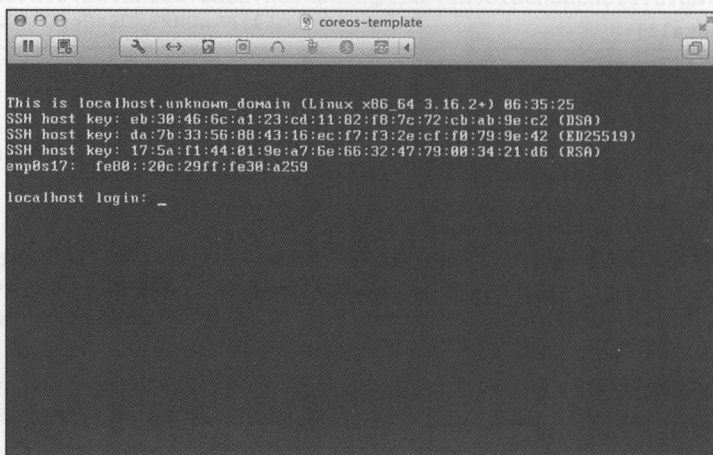 coreos-template
This is localhost.unknown_domain (Linux x86_64 3.16.2+) 06:35:25
SSH host key: eb:30:46:6c:a1:23:cd:11:82:f8:7c:72:cb:ab:9e:c2 (DSA)
SSH host key: da:7b:33:56:88:43:16:ec:f7:f3:2e:cf:f0:79:9e:42 (ED25519)
SSH host key: 17:5a:f1:44:01:9e:a7:6e:66:32:47:79:00:34:21:d6 (RSA)
enp0s17:  fe80::20c:29ff:fe30:a259
localhost login: _